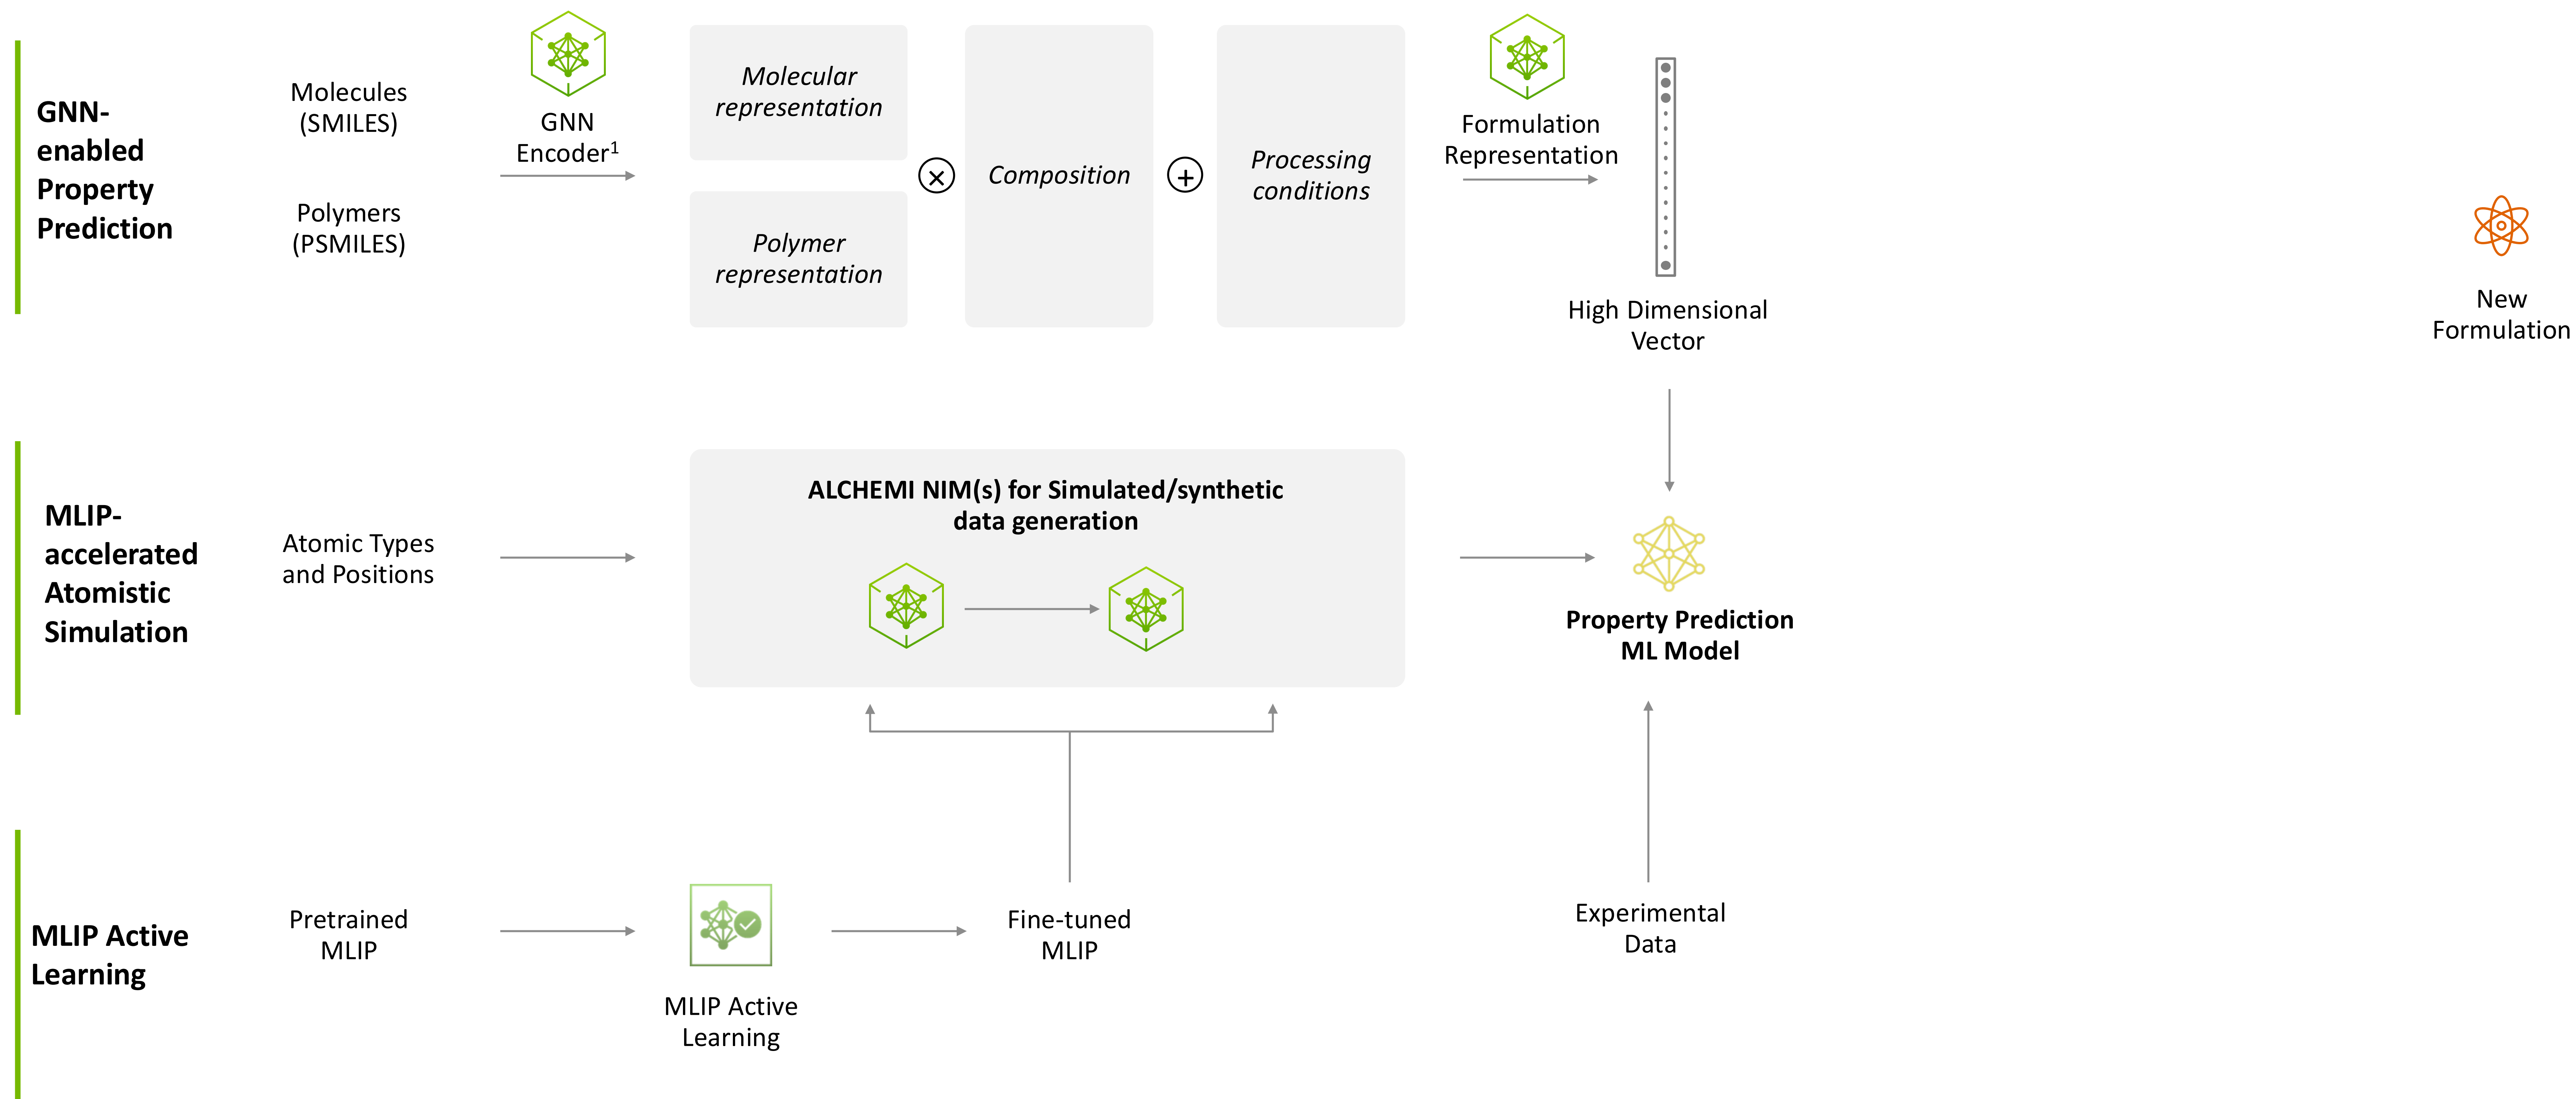 GNN-
enabled
Property
Prediction
Molecules
(SMILES)
Polymers
(PSMILES)
GNN
Encoder¹
Molecular
representation
Polymer
representation
Composition
Processing
conditions
Formulation
Representation
High Dimensional
Vector
New
Formulation
MLIP-
accelerated
Atomistic
Simulation
Atomic Types
and Positions
ALCHEMI NIM(s) for Simulated/synthetic
data generation
Property Prediction
ML Model
MLIP Active
Learning
Pretrained
MLIP
MLIP Active
Learning
Fine-tuned
MLIP
Experimental
Data